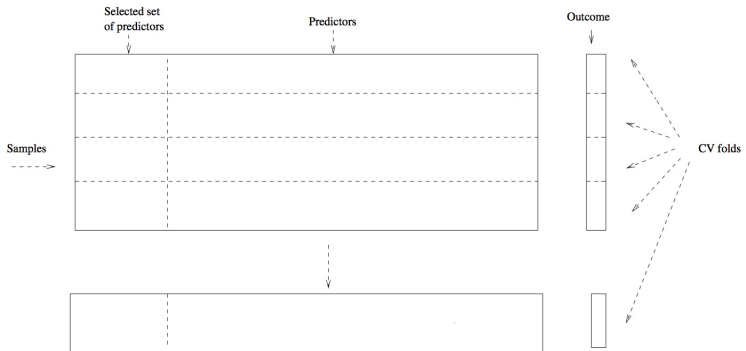 Selected set
of predictors
Predictors
Outcome
Samples
CV folds